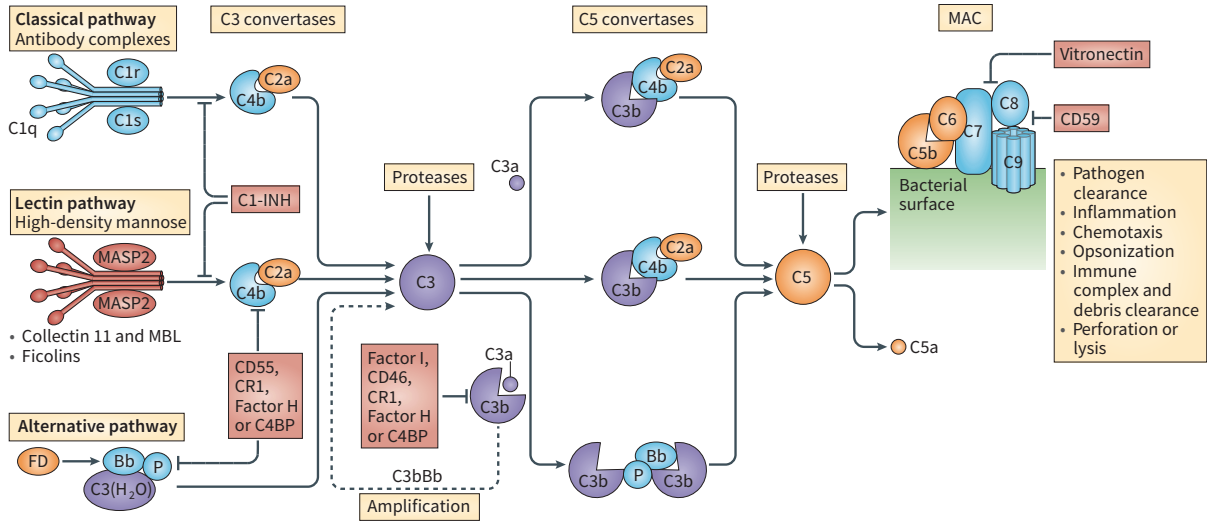 Classical pathway
Antibody complexes
C3 convertases
C5 convertases
MAC
C1r
C1s
C1q
C2a
C4b
C2a
C4b
C3b
Vitronectin
C8
C6
C7
CD59
C5b
C9
Bacterial
surface
C3a
Proteases
Proteases
Lectin pathway
High-density mannose
C1-INH
MASP2
MASP2
C2a
C4b
C3
C2a
C4b
C3b
C5
• Pathogen
clearance
• Inflammation
• Chemotaxis
• Opsonization
• Immune
complex and
debris clearance
• Perforation or
lysis
• Collectin 11 and MBL
• Ficolins
C5a
CD55,
CR1,
Factor H
or C4BP
Factor I,
CD46,
CR1,
Factor H
or C4BP
C3a
C3b
Alternative pathway
FD
Bb
P
C3(H2O)
C3bBb
Amplification
C3b
P
Bb
C3b